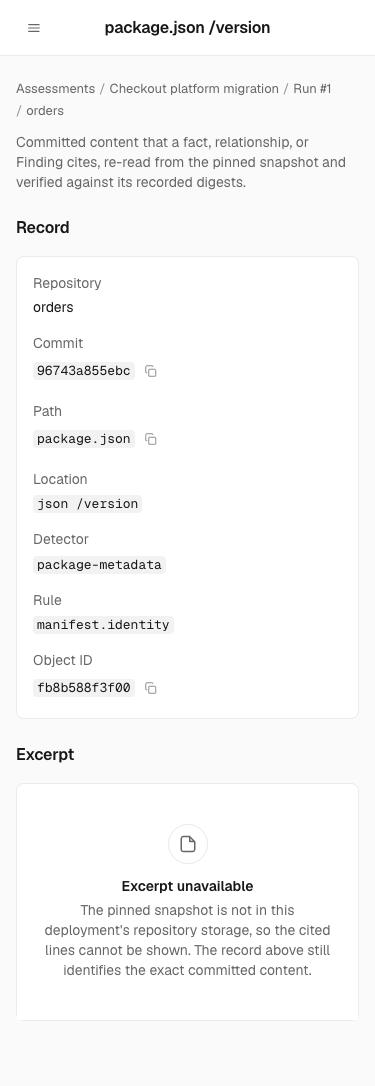 package.json /version
Assessments / Checkout platform migration / Run #1
/ orders
Committed content that a fact, relationship, or
Finding cites, re-read from the pinned snapshot and
verified against its recorded digests.
Record
Repository
orders
Commit
96743a855ebc
Path
package.json
Location
json /version
Detector
package-metadata
Rule
manifest.identity
Object ID
fb8b588f3f00
Excerpt
Excerpt unavailable
The pinned snapshot is not in this
deployment's repository storage, so the cited
lines cannot be shown. The record above still
identifies the exact committed content.